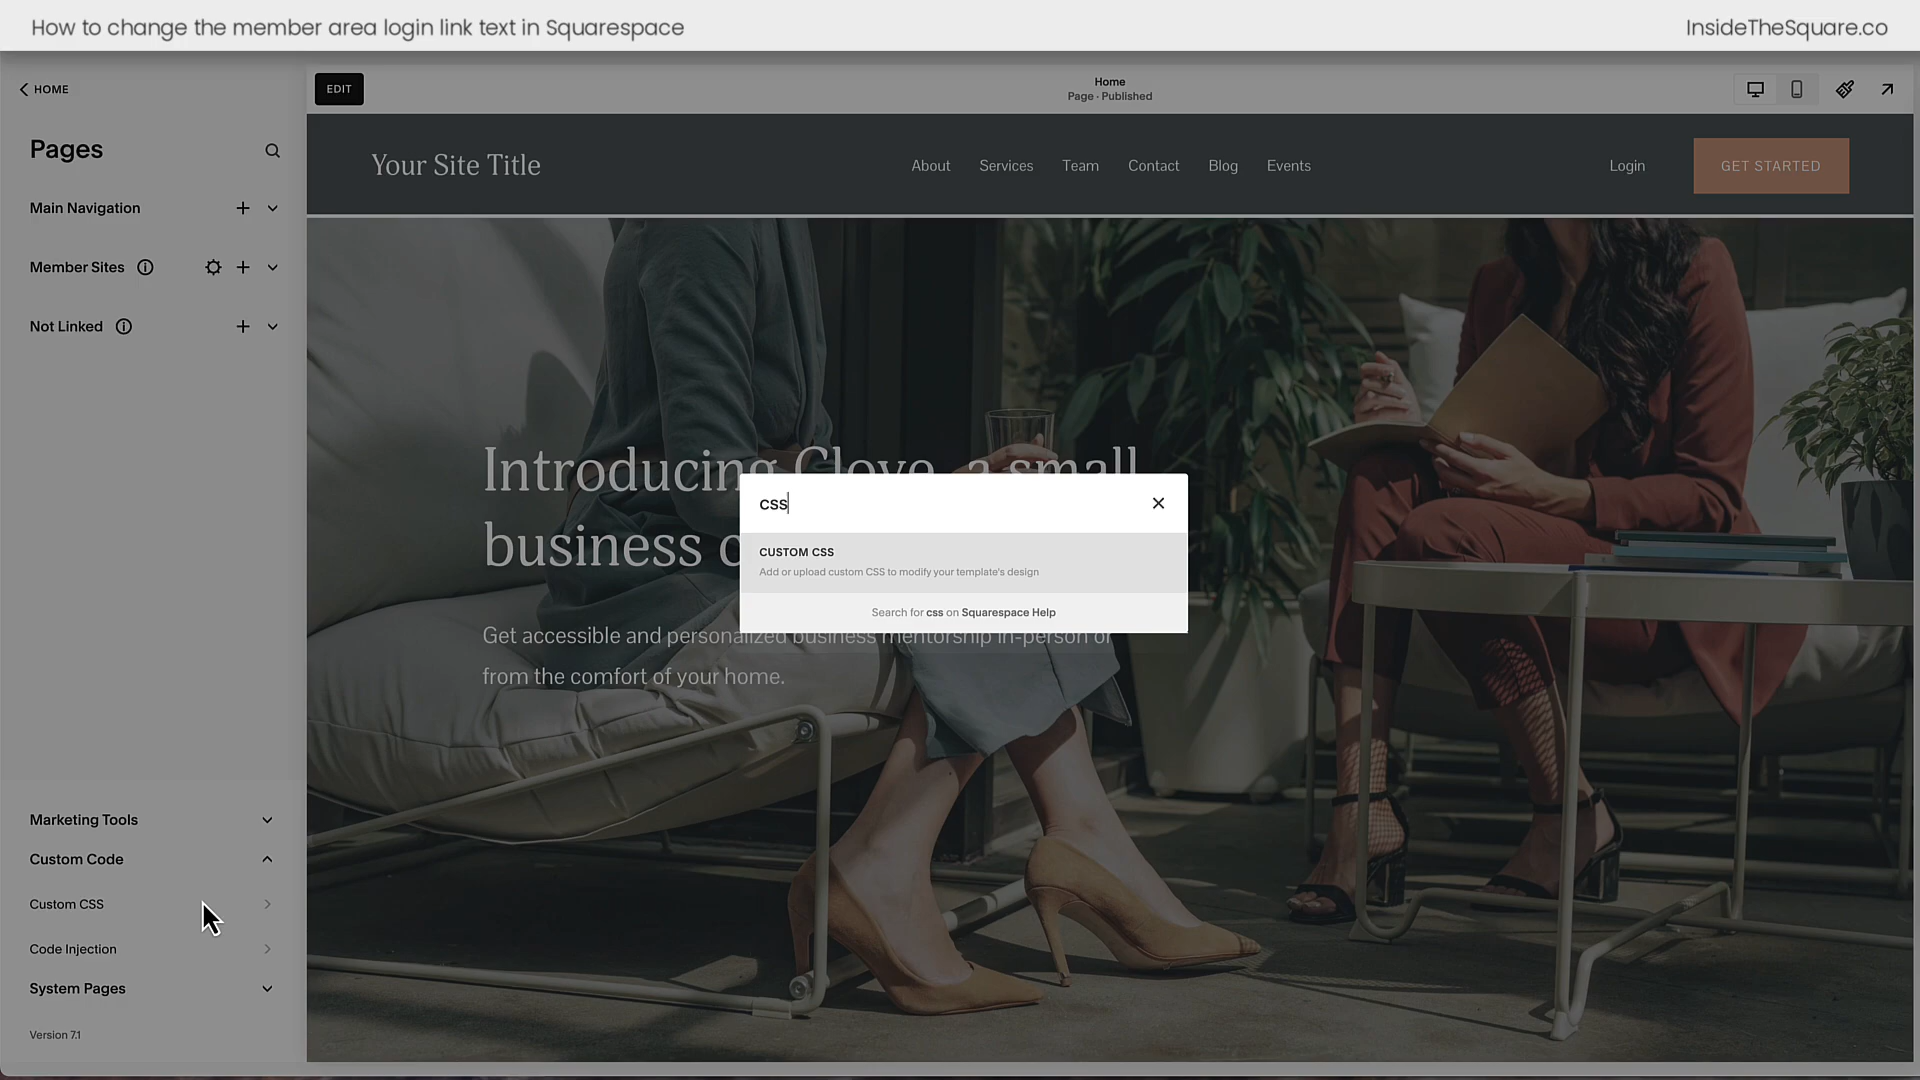 How to change the member area login link text in Squarespace
InsideTheSquare.co
HOME
EDIT
Home
Page · Published
Pages
Main Navigation
Member Sites
Not Linked
Your Site Title
About
Services
Team
Contact
Blog
Events
Login
GET STARTED
Introducing Clove, a small
business c
Get accessible and personalized business mentorship in-person or
from the comfort of your home.
css
CUSTOM CSS
Add or upload custom CSS to modify your template's design
Search for css on Squarespace Help
Marketing Tools
Custom Code
Custom CSS
Code Injection
System Pages
Version 7.1